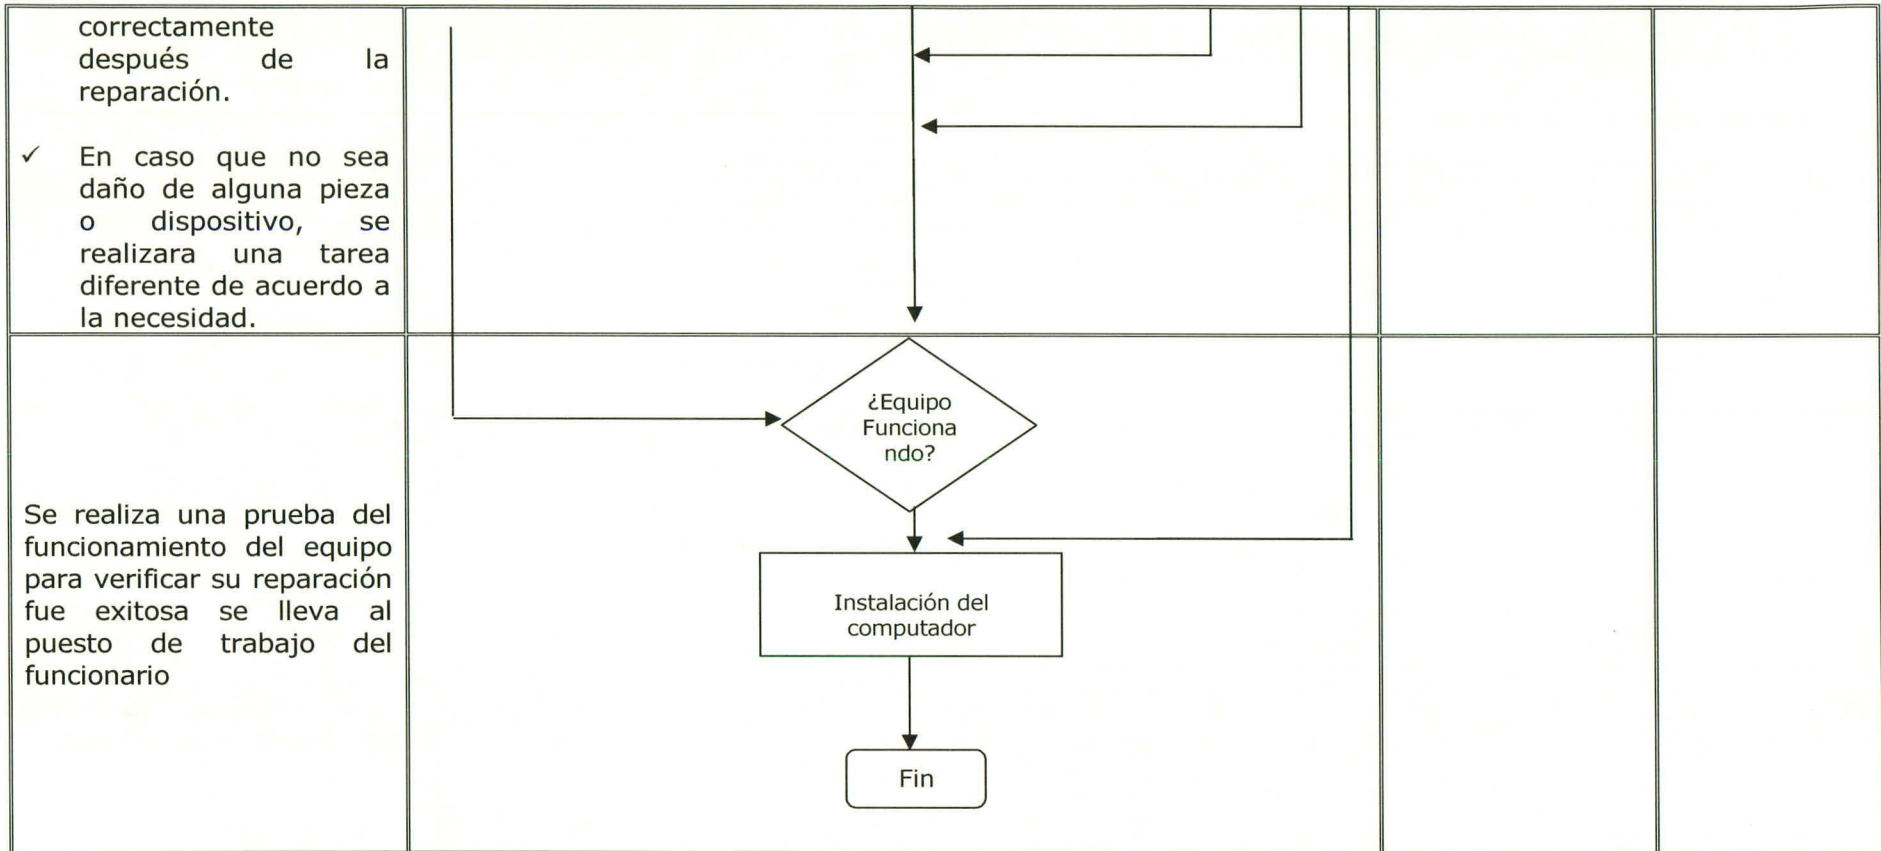 correctamente
después de la
reparación.
✓ En caso que no sea
daño de alguna pieza
o dispositivo, se
realizara una tarea
diferente de acuerdo a
la necesidad.
¿Equipo
Funciona
ndo?
Se realiza una prueba del
funcionamiento del equipo
para verificar su reparación
fue exitosa se lleva al
puesto de trabajo del
funcionario
Instalación del
computador
Fin